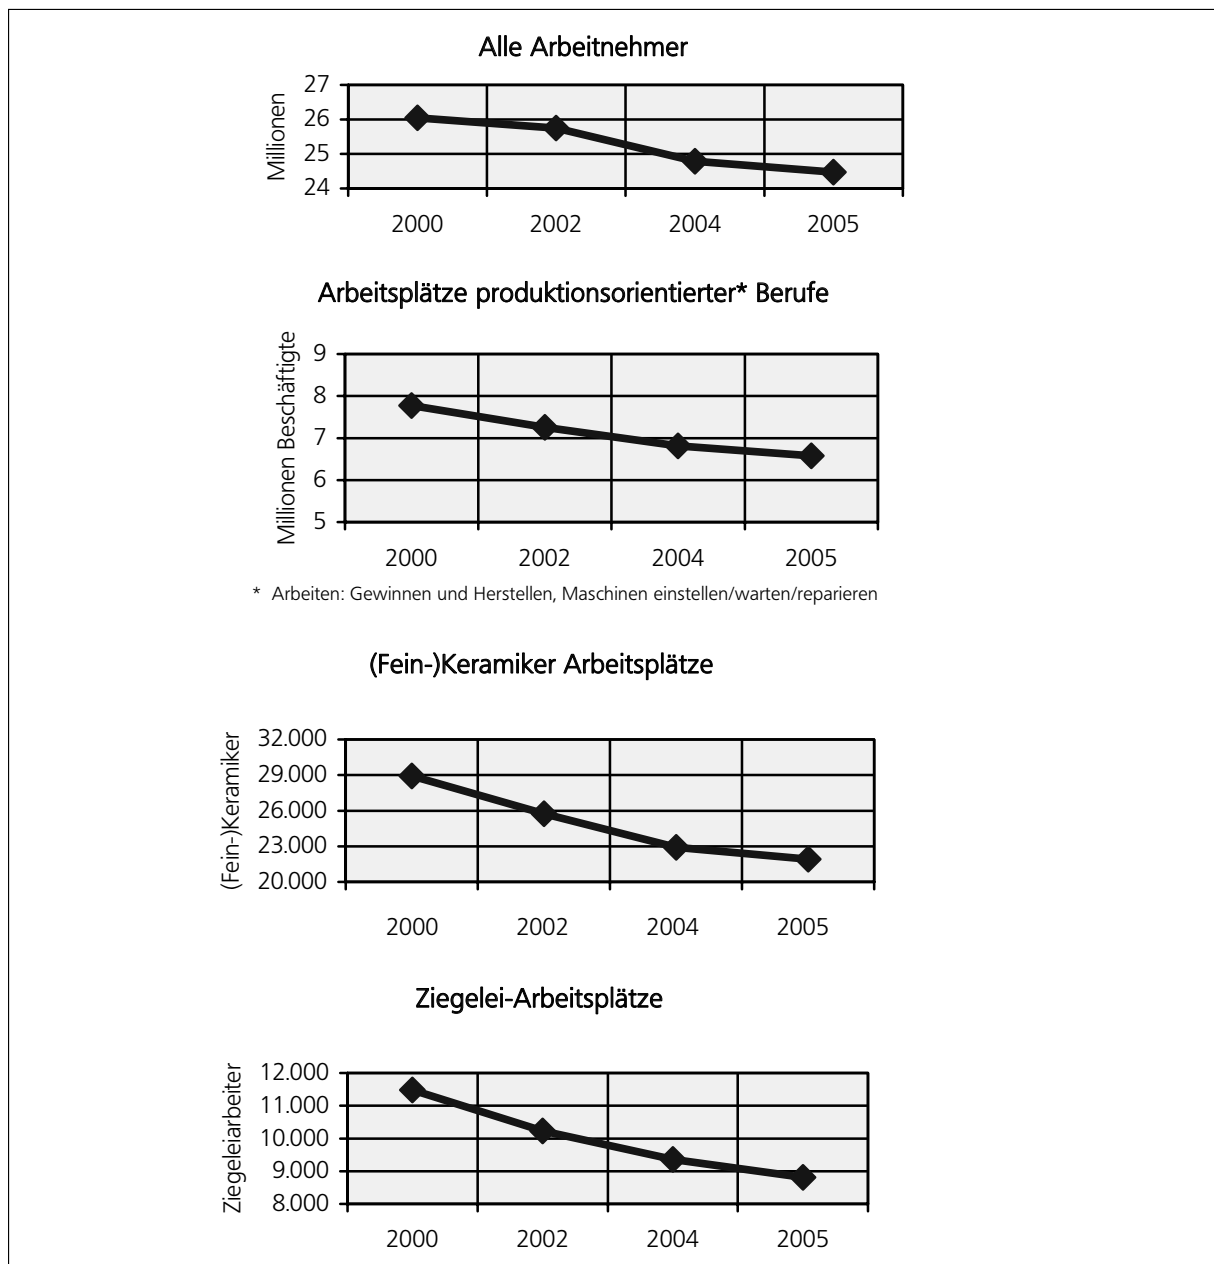 Alle Arbeitnehmer
Millionen
27
26
25
24
2000 2002 2004 2005
Arbeitsplätze produktionsorientierter* Berufe
Millionen Beschäftigte
9
8
7
6
5
2000 2002 2004 2005
* Arbeiten: Gewinnen und Herstellen, Maschinen einstellen/warten/reparieren
(Fein-)Keramiker Arbeitsplätze
(Fein-)Keramiker
32.000
29.000
26.000
23.000
20.000
2000 2002 2004 2005
Ziegelei-Arbeitsplätze
Ziegeleiarbeiter
12.000
11.000
10.000
9.000
8.000
2000 2002 2004 2005